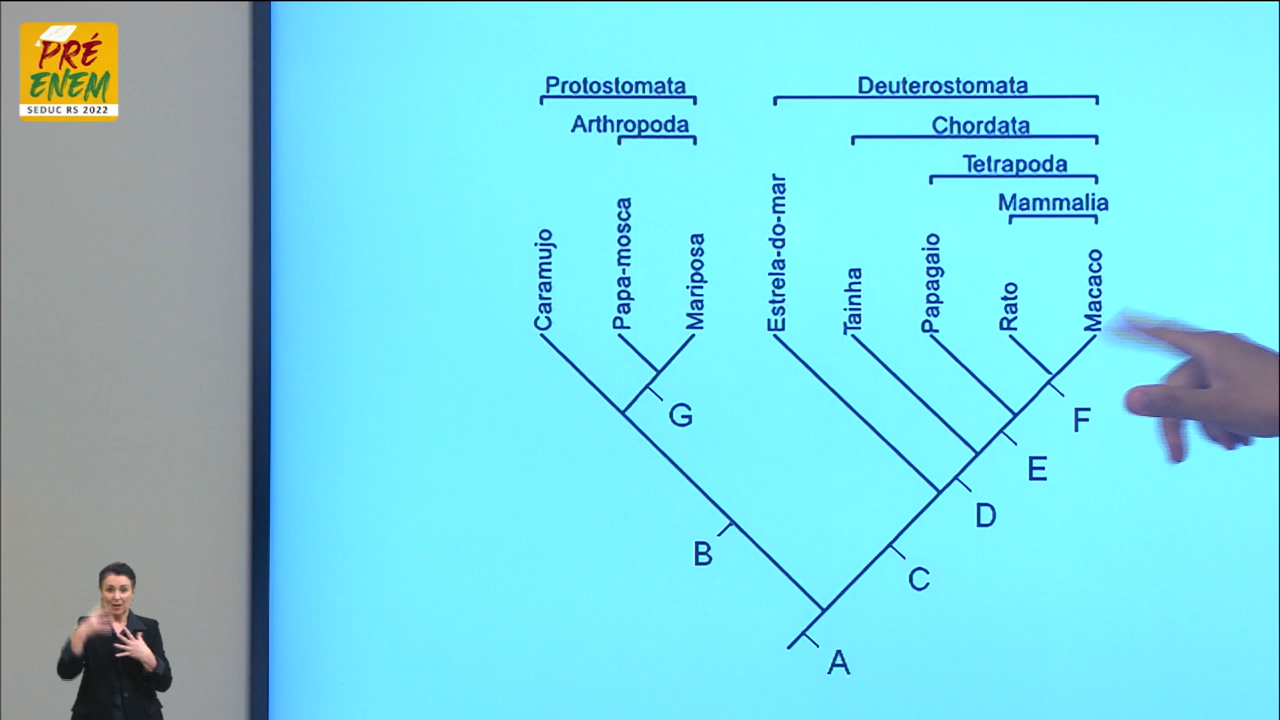 PRÉ
ENEM
SEDUC RS 2022
Protostomata
Deuterostomata
Arthropoda
Chordata
Tetrapoda
Mammalia
Caramujo
Papa-mosca
Mariposa
Estrela-do-mar
Tainha
Papagaio
Rato
Macaco
G
F
E
D
B
C
A